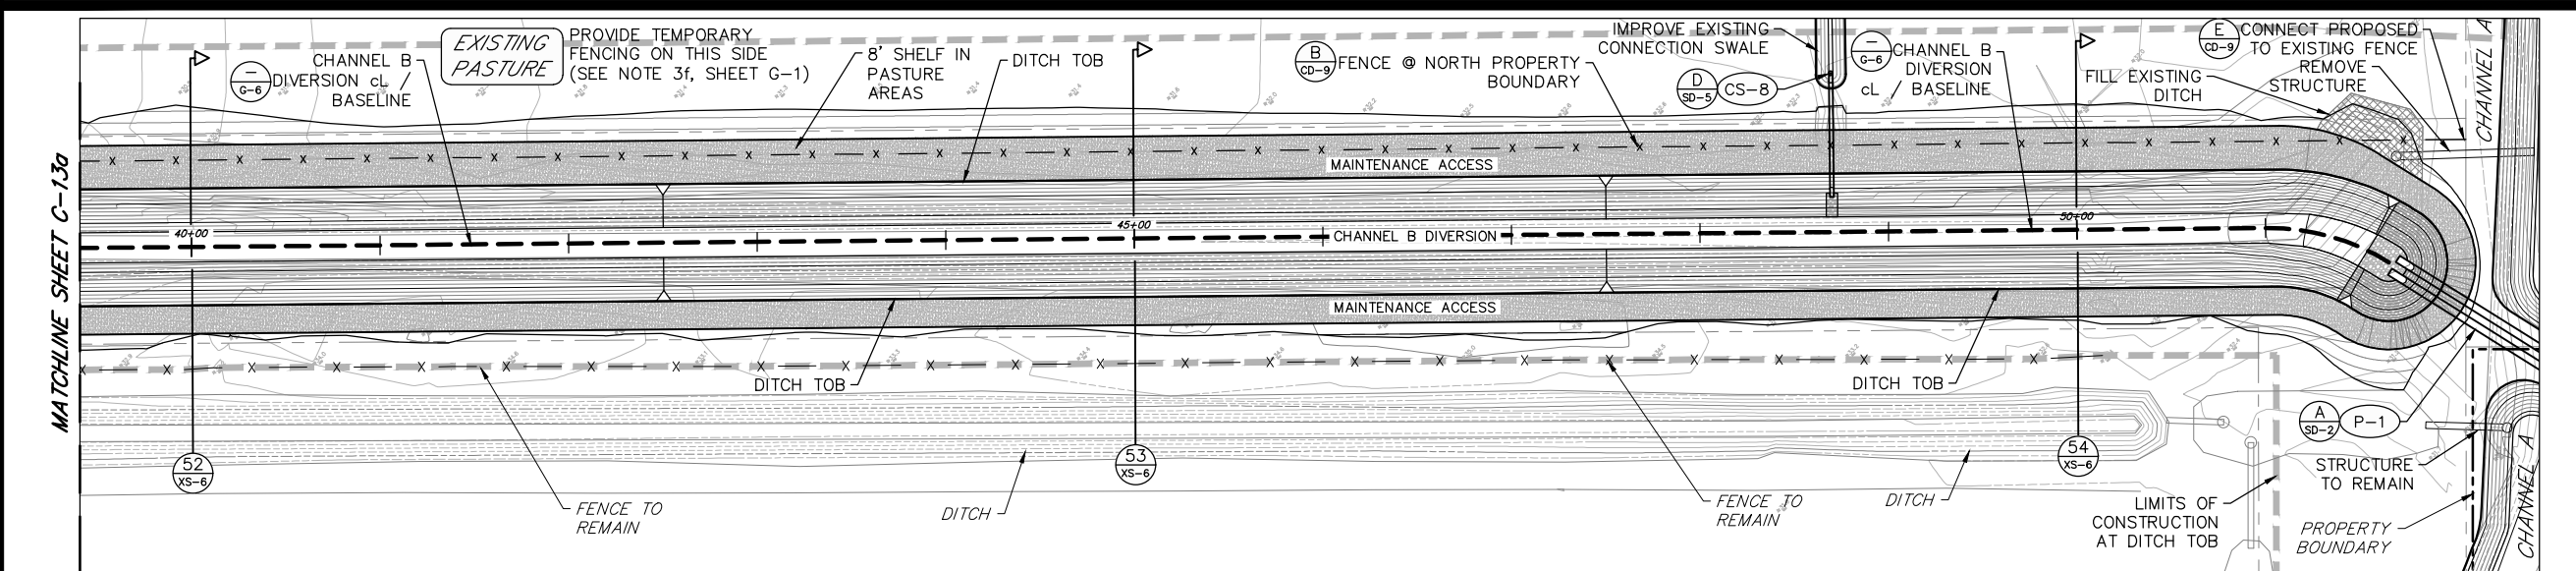 MATCHLINE SHEET C-13a
CHANNEL B
DIVERSION cL /
BASELINE
–
G-6
EXISTING
PASTURE
PROVIDE TEMPORARY
FENCING ON THIS SIDE
(SEE NOTE 3f, SHEET G-1)
8' SHELF IN
PASTURE
AREAS
DITCH TOB
B
CD-9
FENCE @ NORTH PROPERTY
BOUNDARY
IMPROVE EXISTING
CONNECTION SWALE
D
SD-5
CS-8
–
G-6
CHANNEL B
DIVERSION
cL / BASELINE
E
CD-9
CONNECT PROPOSED
TO EXISTING FENCE
REMOVE
STRUCTURE
FILL EXISTING
DITCH
CHANNEL A
MAINTENANCE ACCESS
40+00
45+00
50+00
CHANNEL B DIVERSION
MAINTENANCE ACCESS
DITCH TOB
DITCH TOB
52
XS-6
53
XS-6
54
XS-6
FENCE TO
REMAIN
DITCH
FENCE TO
REMAIN
DITCH
A
SD-2
P-1
STRUCTURE
TO REMAIN
LIMITS OF
CONSTRUCTION
AT DITCH TOB
PROPERTY
BOUNDARY
CHANNEL A